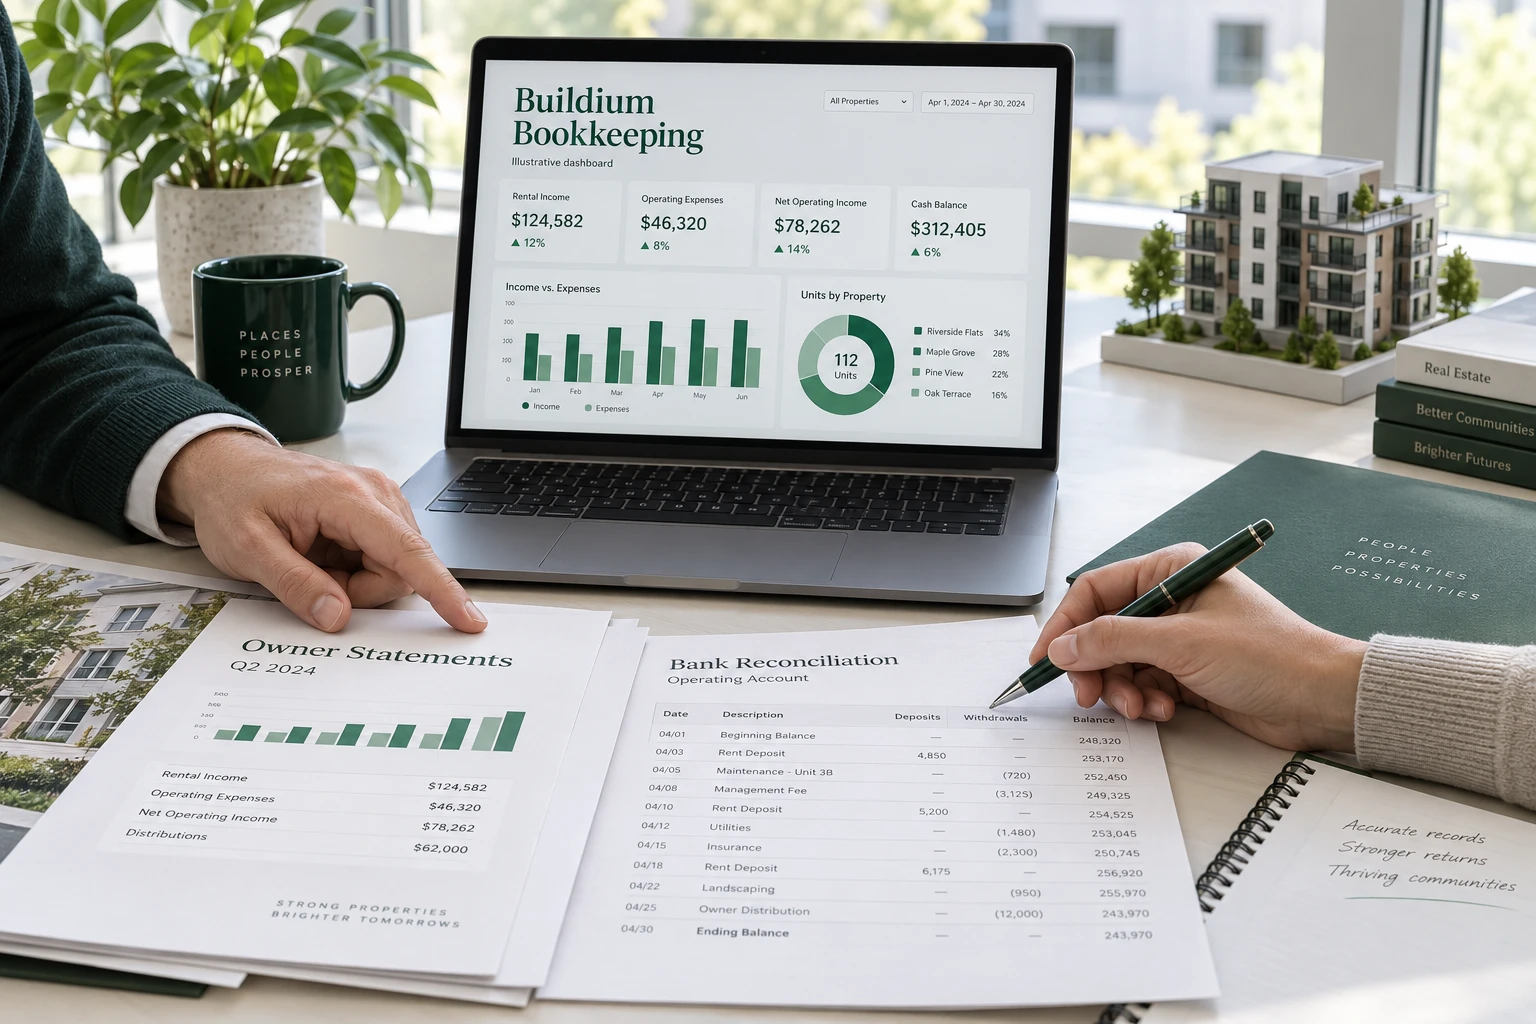 Buildium
Bookkeeping
Illustrative dashboard
All Properties
Apr 1, 2024 – Apr 30, 2024
Rental Income
$124,582
▲ 12%
Operating Expenses
$46,320
▲ 8%
Net Operating Income
$78,262
▲ 14%
Cash Balance
$312,405
▲ 6%
Income vs. Expenses
300
200
0
Jan Feb Mar Apr May Jun
Income Expenses
Units by Property
112
Units
Riverside Flats 34%
Maple Grove 28%
Pine View 22%
Oak Terrace 16%
PLACES
PEOPLE
PROSPER
Real Estate
Better Communities
Brighter Futures
PEOPLE
PROPERTIES
POSSIBILITIES
Owner Statements
Q2 2024
0
Rental Income $124,582
Operating Expenses $46,320
Net Operating Income $78,262
Distributions $62,000
STRONG PROPERTIES
BRIGHTER TOMORROWS
Bank Reconciliation
Operating Account
Date Description Deposits Withdrawals Balance
04/01 Beginning Balance — — 248,320
04/03 Rent Deposit 4,850 — 253,170
04/05 Maintenance - Unit 3B — (720) 252,450
04/08 Management Fee — (3,125) 249,325
04/10 Rent Deposit 5,200 — 254,525
04/12 Utilities — (1,480) 253,045
04/15 Insurance — (2,300) 250,745
04/18 Rent Deposit 6,175 — 256,920
04/22 Landscaping — (950) 255,970
04/25 Owner Distribution — (12,000) 243,970
04/30 Ending Balance — — 243,970
Accurate records
Stronger returns
Thriving communities